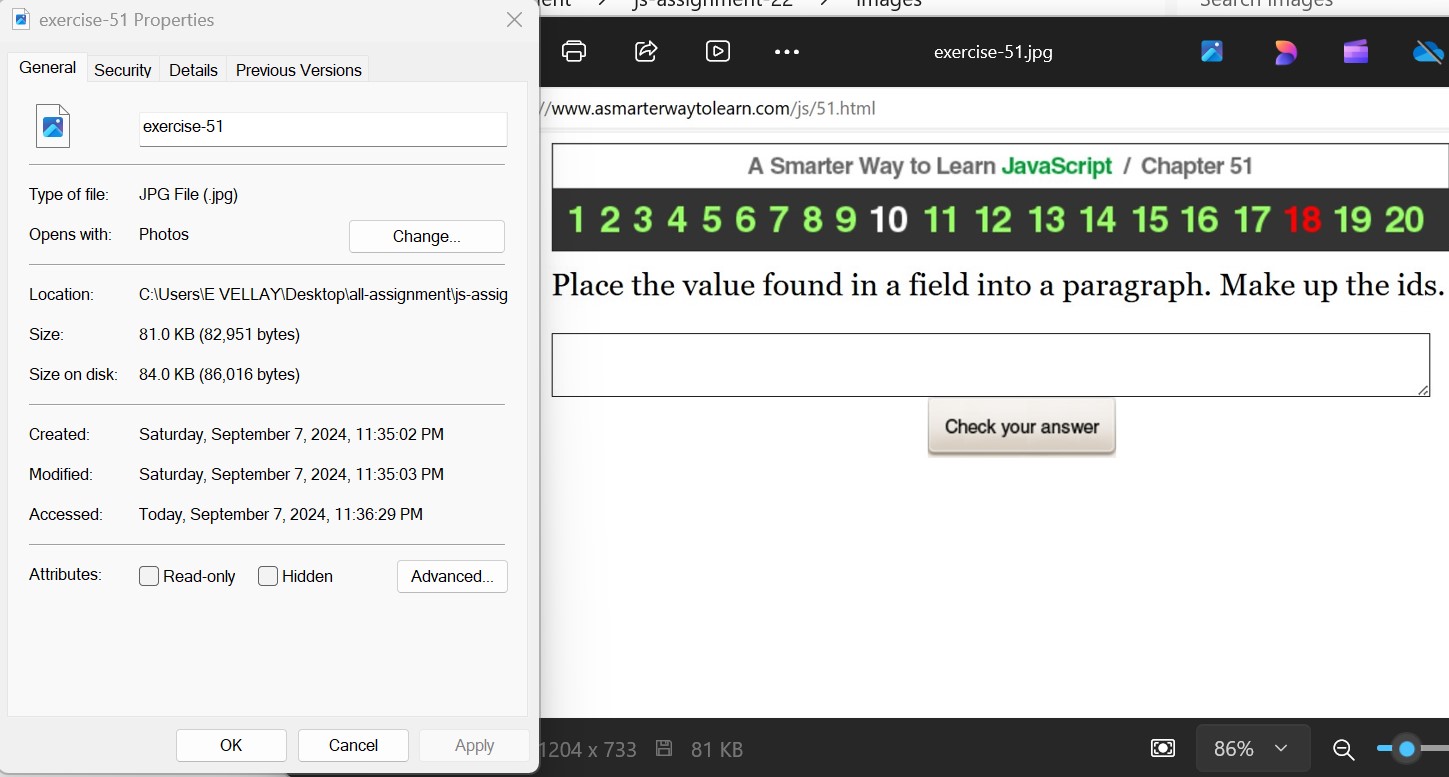 exercise-51 Properties
General Security Details Previous Versions
exercise-51
Type of file: JPG File (.jpg)
Opens with: Photos Change...
Location: C:\Users\E VELLAY\Desktop\all-assignment\js-assig
Size: 81.0 KB (82,951 bytes)
Size on disk: 84.0 KB (86,016 bytes)
Created: Saturday, September 7, 2024, 11:35:02 PM
Modified: Saturday, September 7, 2024, 11:35:03 PM
Accessed: Today, September 7, 2024, 11:36:29 PM
Attributes: Read-only Hidden Advanced...
OK Cancel Apply
js-assignment-22 > images
Search images
exercise-51.jpg
//www.asmarterwaytolearn.com/js/51.html
A Smarter Way to Learn JavaScript / Chapter 51
1 2 3 4 5 6 7 8 9 10 11 12 13 14 15 16 17 18 19 20
Place the value found in a field into a paragraph. Make up the ids.
Check your answer
1204 x 733 81 KB
86%